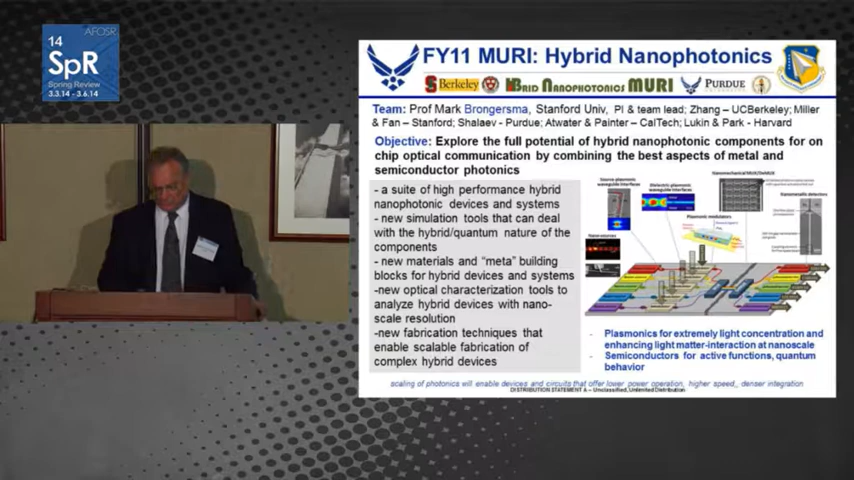 AFOSR
14
SpR
Spring Review
3.3.14 - 3.6.14
FY11 MURI: Hybrid Nanophotonics
Berkeley HYBRID NANOPHOTONICS MURI PURDUE
Team: Prof Mark Brongersma, Stanford Univ, PI & team lead; Zhang – UCBerkeley; Miller
& Fan – Stanford; Shalaev - Purdue; Atwater & Painter – CalTech; Lukin & Park - Harvard
Objective: Explore the full potential of hybrid nanophotonic components for on
chip optical communication by combining the best aspects of metal and
semiconductor photonics
- a suite of high performance hybrid
nanophotonic devices and systems
- new simulation tools that can deal
with the hybrid/quantum nature of the
components
- new materials and “meta” building
blocks for hybrid devices and systems
-new optical characterization tools to
analyze hybrid devices with nano-
scale resolution
-new fabrication techniques that
enable scalable fabrication of
complex hybrid devices
Plasmonic modulators
- Plasmonics for extremely light concentration and
enhancing light matter-interaction at nanoscale
- Semiconductors for active functions, quantum
behavior
scaling of photonics will enable devices and circuits that offer lower power operation, higher speed, denser integration
DISTRIBUTION STATEMENT A – Unclassified, Unlimited Distribution